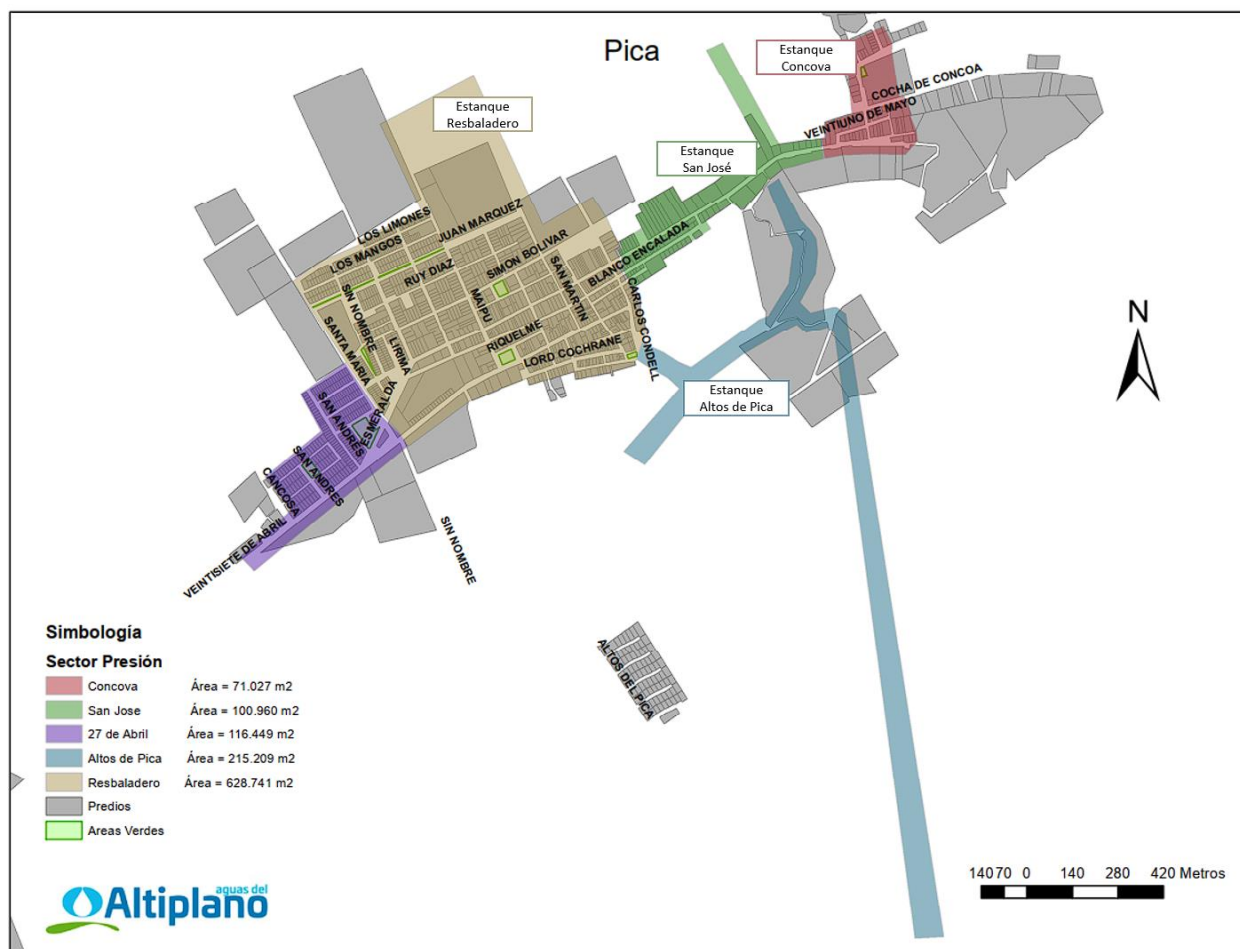 Pica
Estanque
Concova
Estanque
Resbaladero
Estanque
San José
Estanque
Altos de Pica
COCHA DE CONCOA
VEINTIUNO DE MAYO
LOS LIMONES
LOS MANGOS
JUAN MARQUEZ
RUY DIAZ
SIMON BOLIVAR
SAN MARTIN
BLANCO ENCALADA
CARLOS CONDELL
MAIPU
RIQUELME
LORD COCHRANE
SIN NOMBRE
SANTA MARIA
LIRIMA
ESMERALDA
SAN ANDRES
SAN ANDRES
CANCOSA
VEINTISIETE DE ABRIL
SIN NOMBRE
ALTOS DEL PICA
N
Simbología
Sector Presión
Concova Área = 71.027 m2
San Jose Área = 100.960 m2
27 de Abril Área = 116.449 m2
Altos de Pica Área = 215.209 m2
Resbaladero Área = 628.741 m2
Predios
Areas Verdes
aguas del
Altiplano
140 70 0 140 280 420 Metros